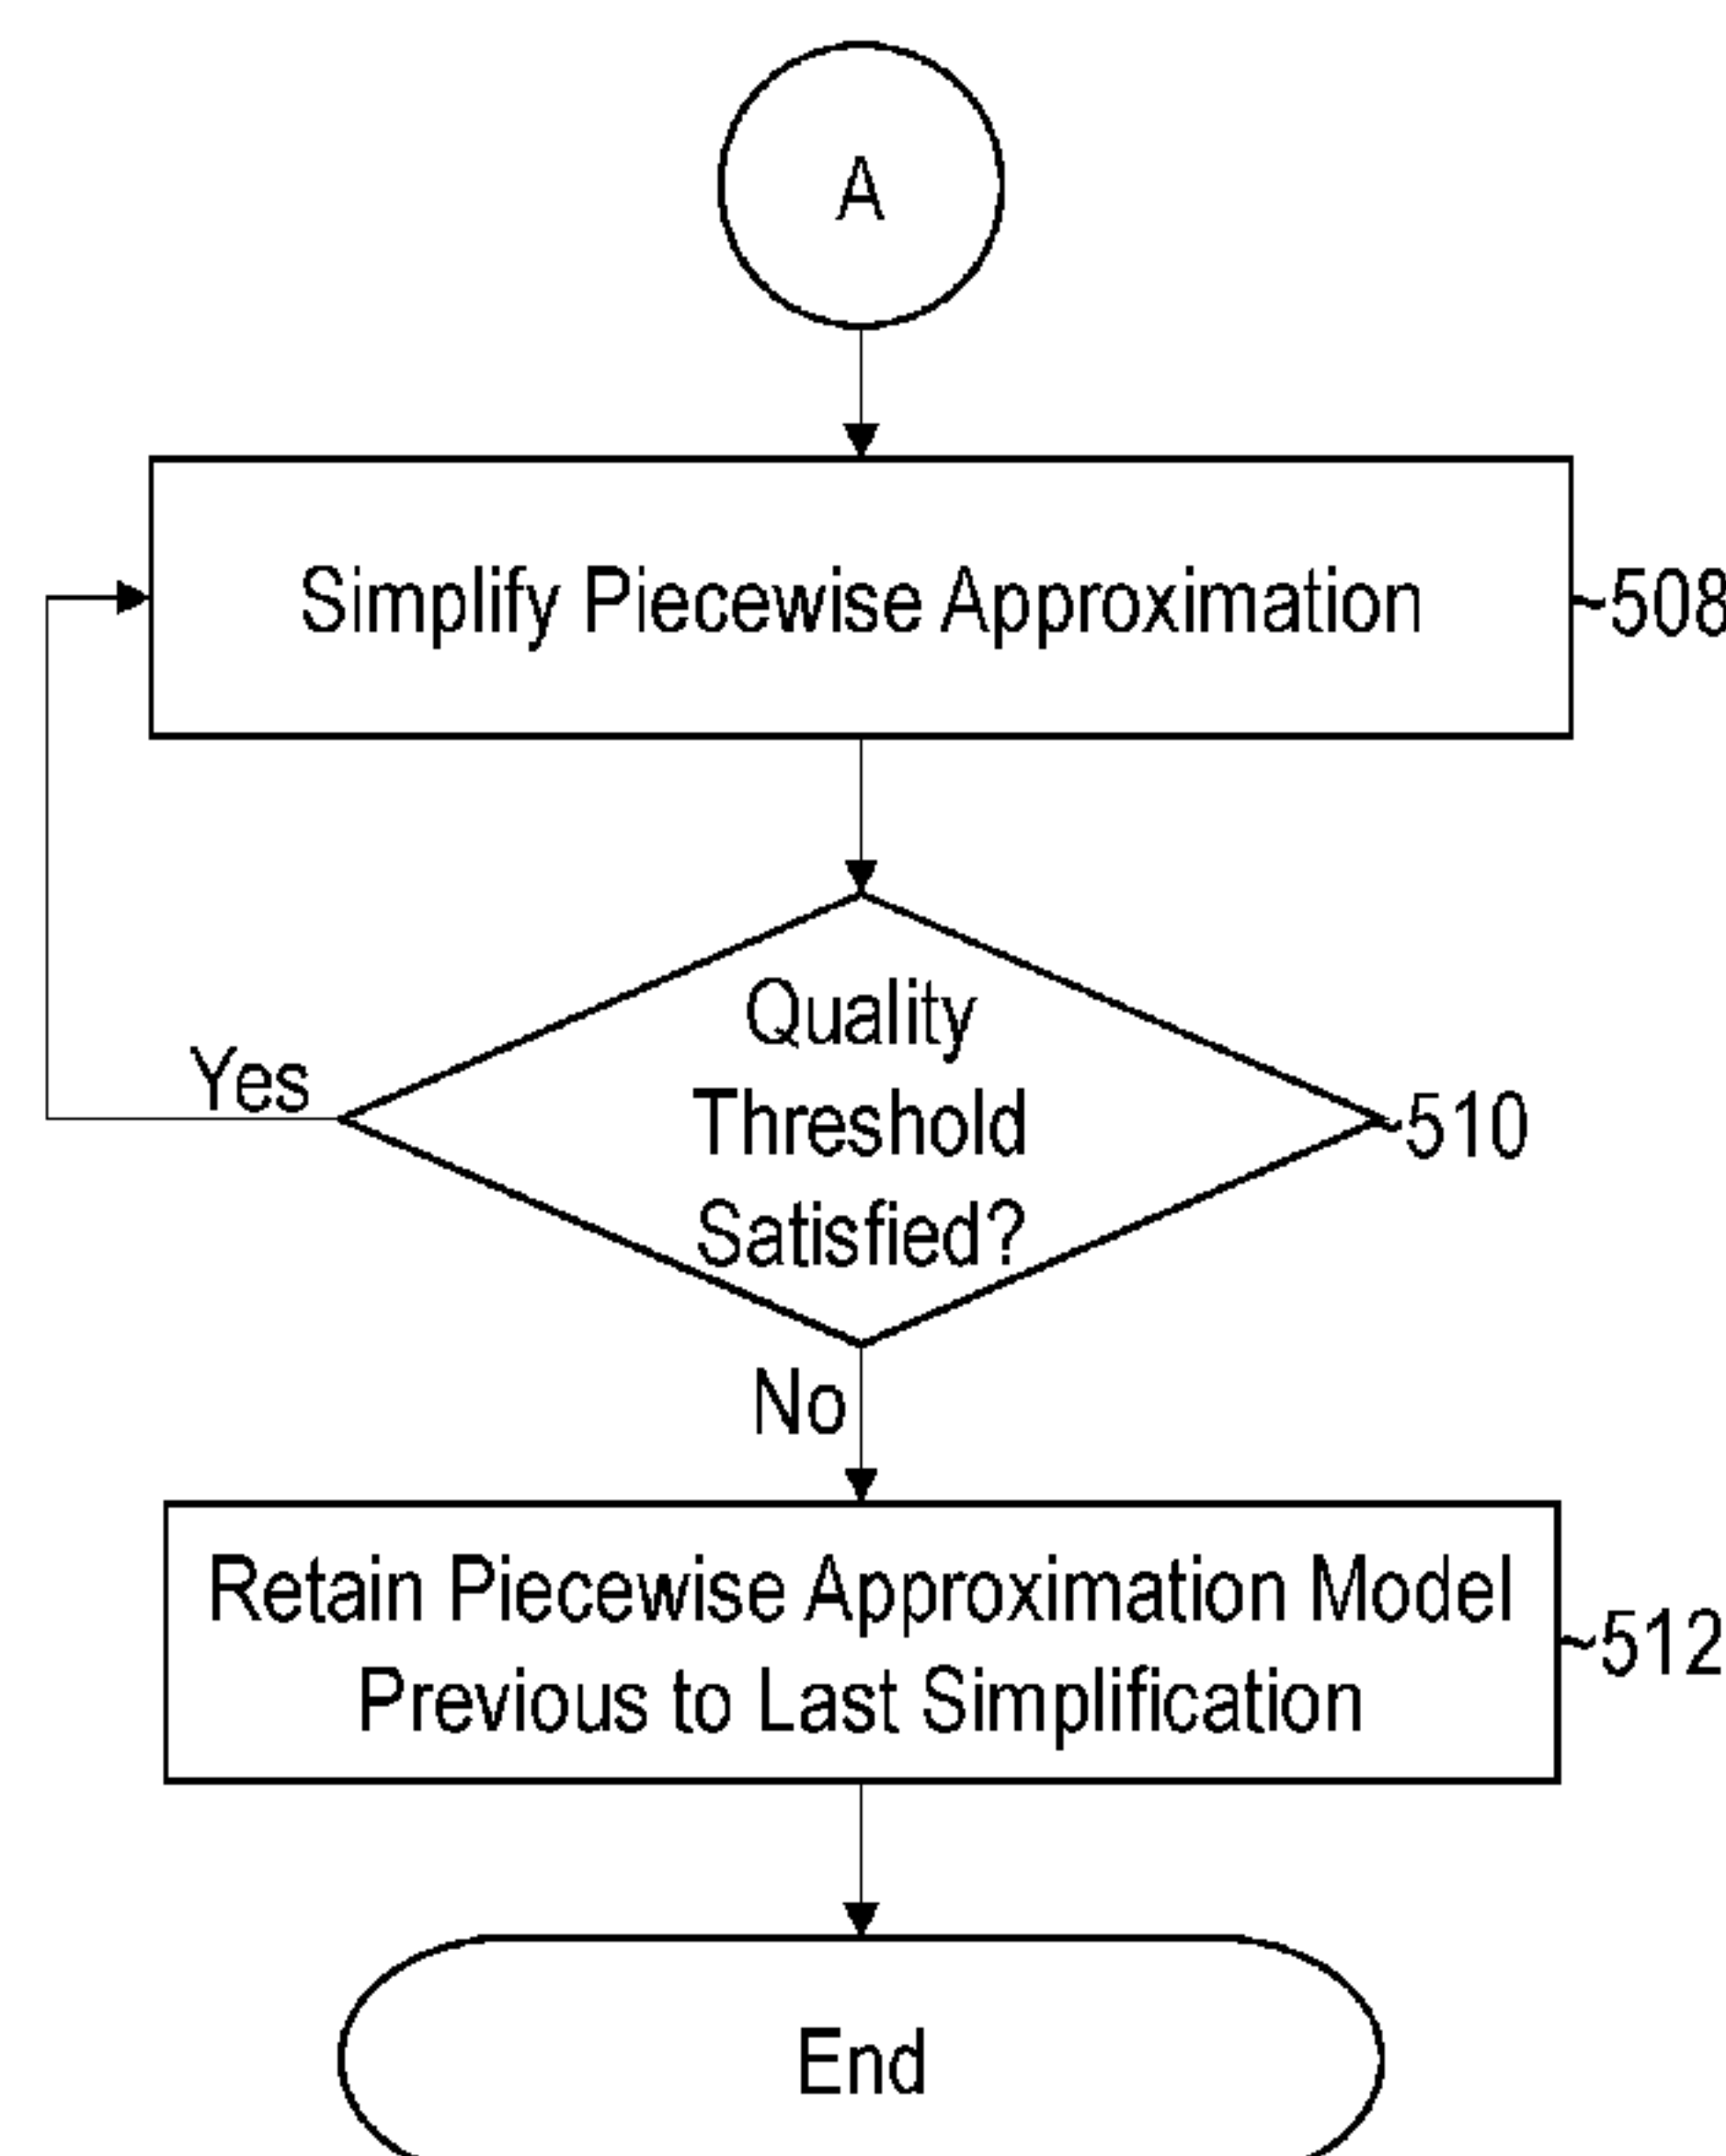 A
Simplify Piecewise Approximation
508
Quality
Threshold
Satisfied?
Yes
510
No
Retain Piecewise Approximation Model
Previous to Last Simplification
512
End